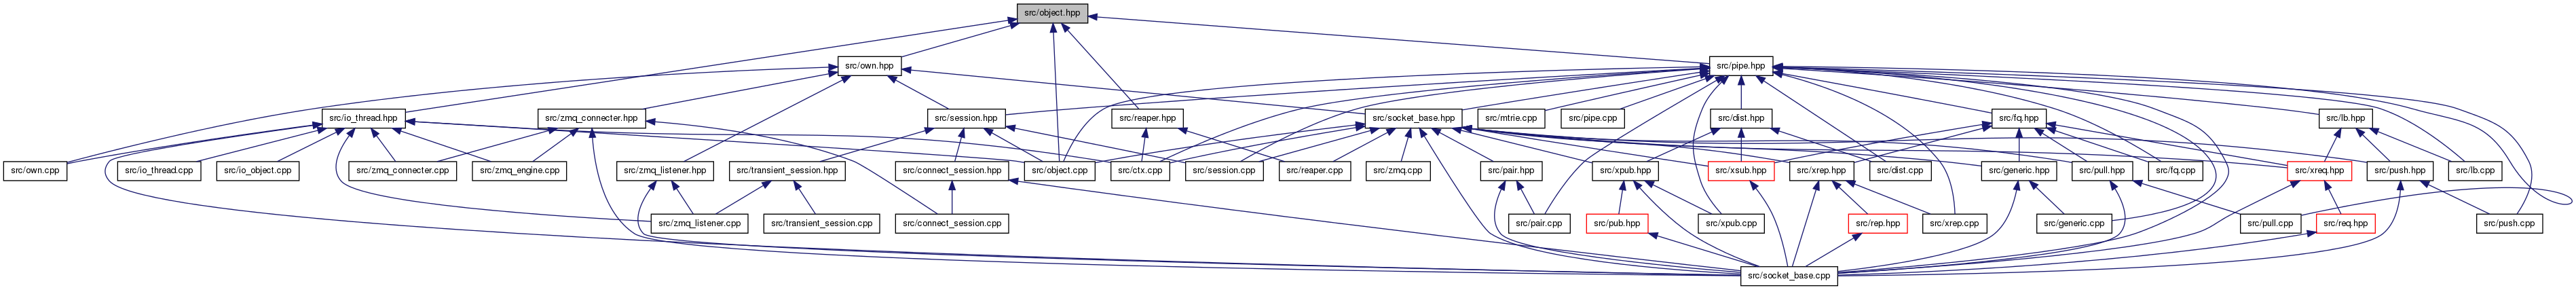 src/object.hpp
src/own.hpp
src/pipe.hpp
src/io_thread.hpp
src/zmq_connecter.hpp
src/session.hpp
src/reaper.hpp
src/socket_base.hpp
src/mtrie.cpp
src/pipe.cpp
src/dist.hpp
src/fq.hpp
src/lb.hpp
src/own.cpp
src/io_thread.cpp
src/io_object.cpp
src/zmq_connecter.cpp
src/zmq_engine.cpp
src/zmq_listener.hpp
src/transient_session.hpp
src/connect_session.hpp
src/object.cpp
src/ctx.cpp
src/session.cpp
src/reaper.cpp
src/zmq.cpp
src/pair.hpp
src/xpub.hpp
src/xsub.hpp
src/xrep.hpp
src/dist.cpp
src/generic.hpp
src/pull.hpp
src/fq.cpp
src/xreq.hpp
src/push.hpp
src/lb.cpp
src/zmq_listener.cpp
src/transient_session.cpp
src/connect_session.cpp
src/pair.cpp
src/pub.hpp
src/xpub.cpp
src/rep.hpp
src/xrep.cpp
src/generic.cpp
src/pull.cpp
src/req.hpp
src/push.cpp
src/socket_base.cpp